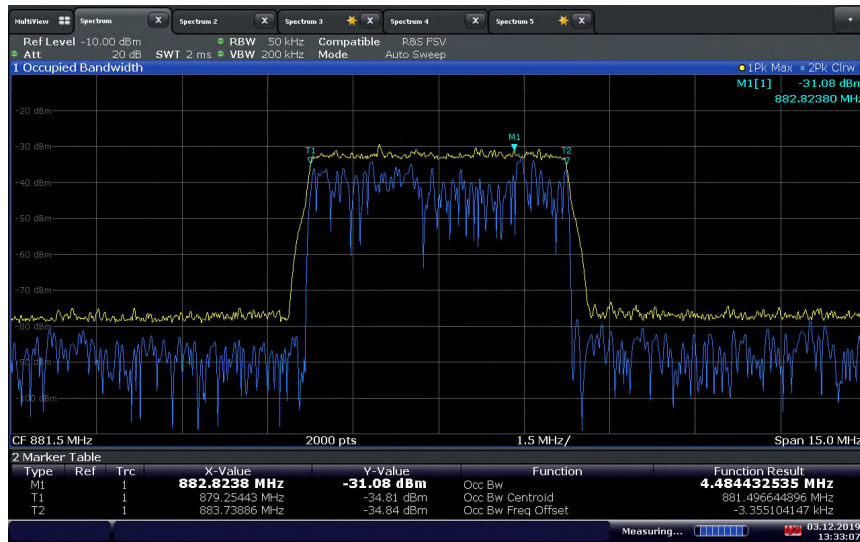 MultiView Spectrum X Spectrum 2 X Spectrum 3 X Spectrum 4 X Spectrum 5 X
Ref Level -10.00 dBm RBW 50 kHz Compatible R&S FSV
Att 20 dB SWT 2 ms VBW 200 kHz Mode Auto Sweep
1 Occupied Bandwidth 1Pk Max 2Pk Clrw
M1[1] -31.08 dBm
882.82380 MHz
-20 dBm
-30 dBm
M1
T1
T2
-40 dBm
-50 dBm
-60 dBm
-70 dBm
-80 dBm
-90 dBm
-100 dBm
CF 881.5 MHz 2000 pts 1.5 MHz/ Span 15.0 MHz
2 Marker Table
Type Ref Trc X-Value Y-Value Function Function Result
M1 1 882.8238 MHz -31.08 dBm Occ Bw 4.484432535 MHz
T1 1 879.25443 MHz -34.81 dBm Occ Bw Centroid 881.496644896 MHz
T2 1 883.73886 MHz -34.84 dBm Occ Bw Freq Offset -3.355104147 kHz
Measuring... 03.12.2019
13:33:07